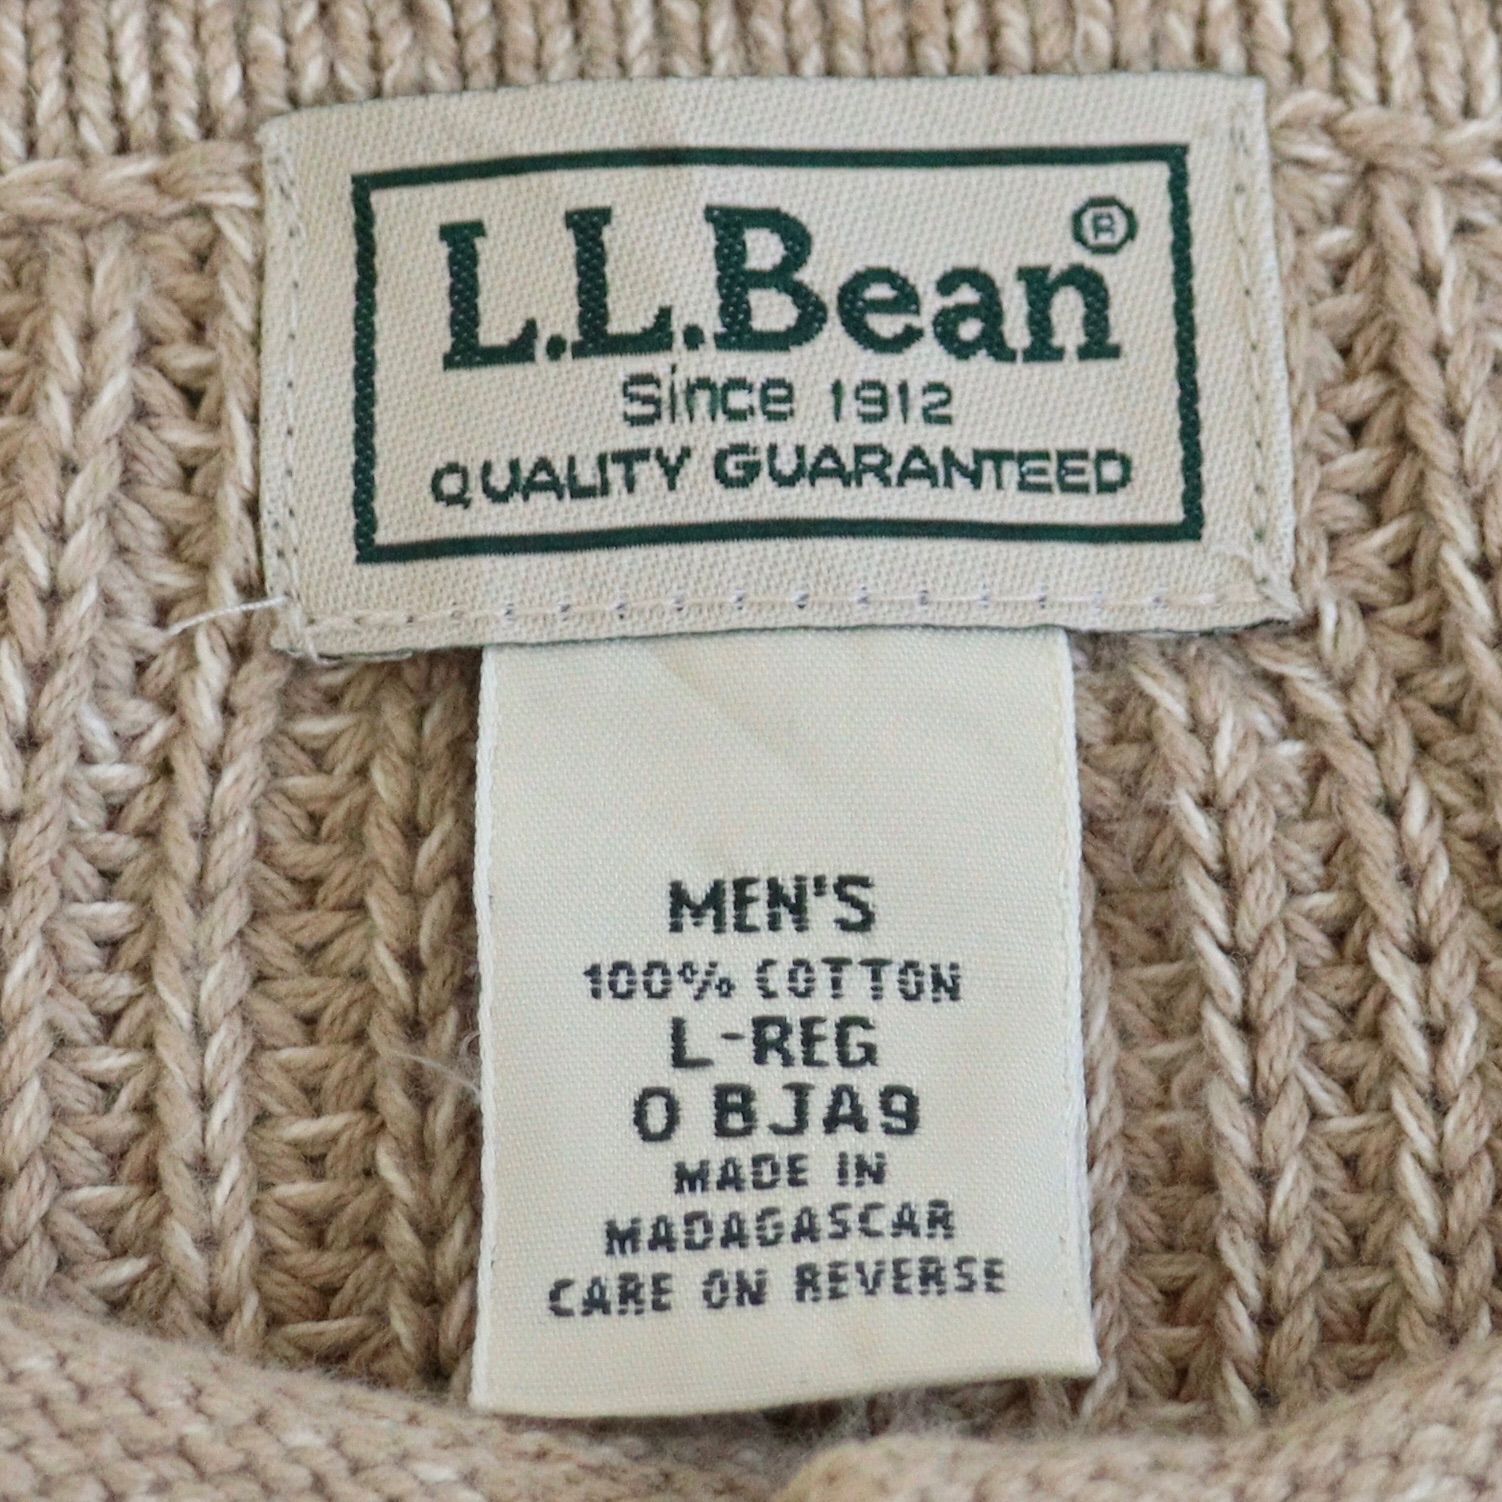 L.L.Bean®
Since 1912
QUALITY GUARANTEED
MEN'S
100% COTTON
L-REG
0 BJA9
MADE IN
MADAGASCAR
CARE ON REVERSE